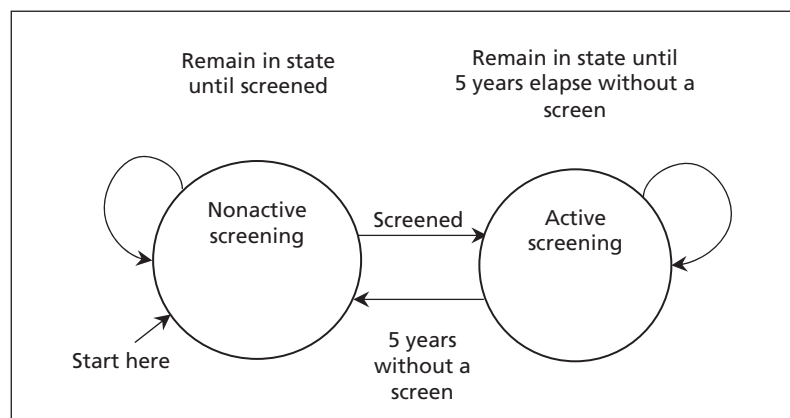 Remain in state
until screened
Remain in state until
5 years elapse without a
screen
Nonactive
screening
Screened
Active
screening
Start here
5 years
without a
screen